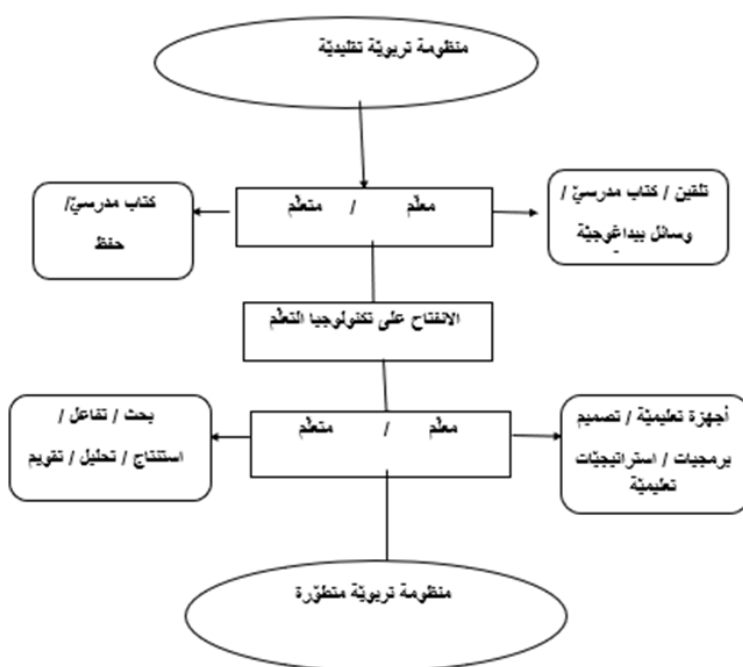 منظومة تربويّة تقليديّة
تلقين / كتاب مدرسيّ /
وسائل بيداغوجيّة
معلّم / متعلّم
كتاب مدرسيّ/
حفظ
الانفتاح على تكنولوجيا التعلّم
أجهزة تعليميّة / تصميم
برمجيات / استراتيجيّات
تعليميّة
معلّم / متعلّم
بحث / تفاعل /
استنتاج / تحليل / تقويم
منظومة تربويّة متطوّرة